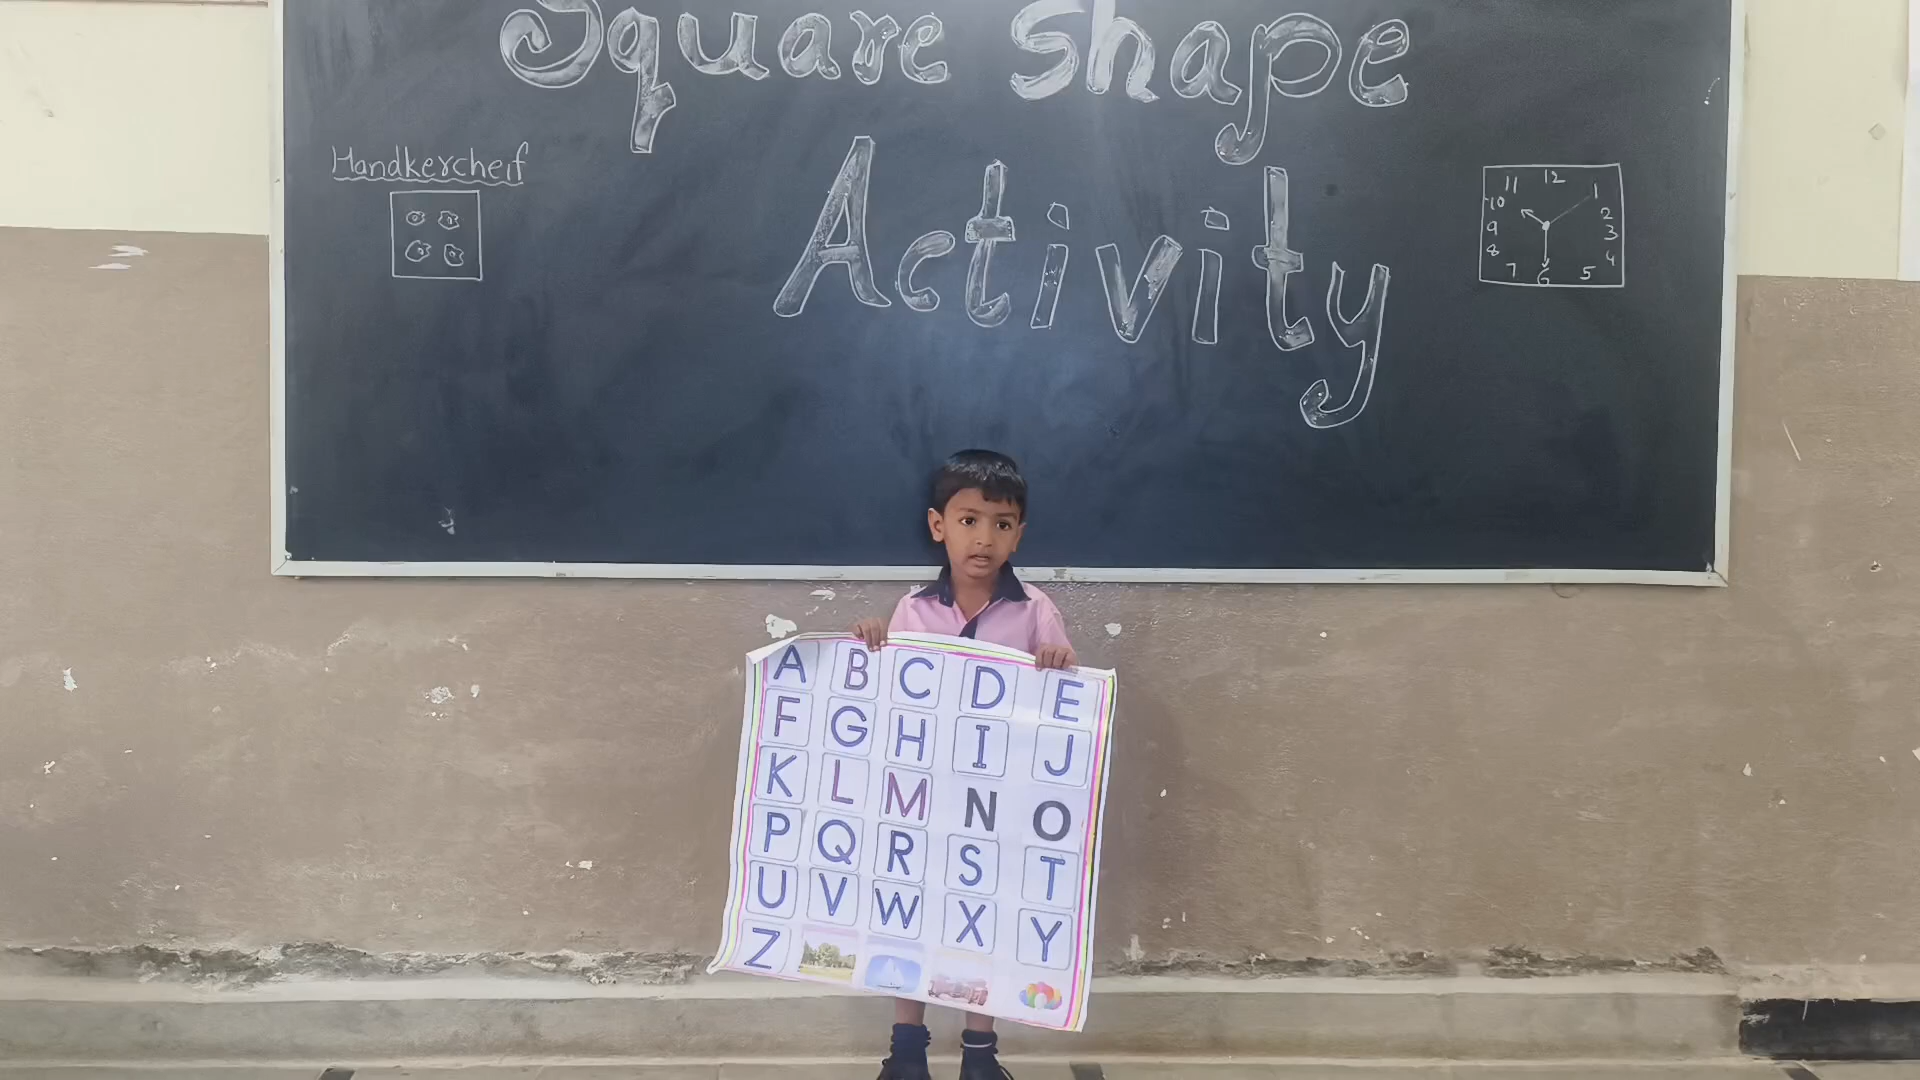 Square Shape
Activity
Handkercheif
11 12 1
10 2
9 3
8 4
7 6 5
A B C D E
F G H I J
K L M N O
P Q R S T
U V W X Y
Z